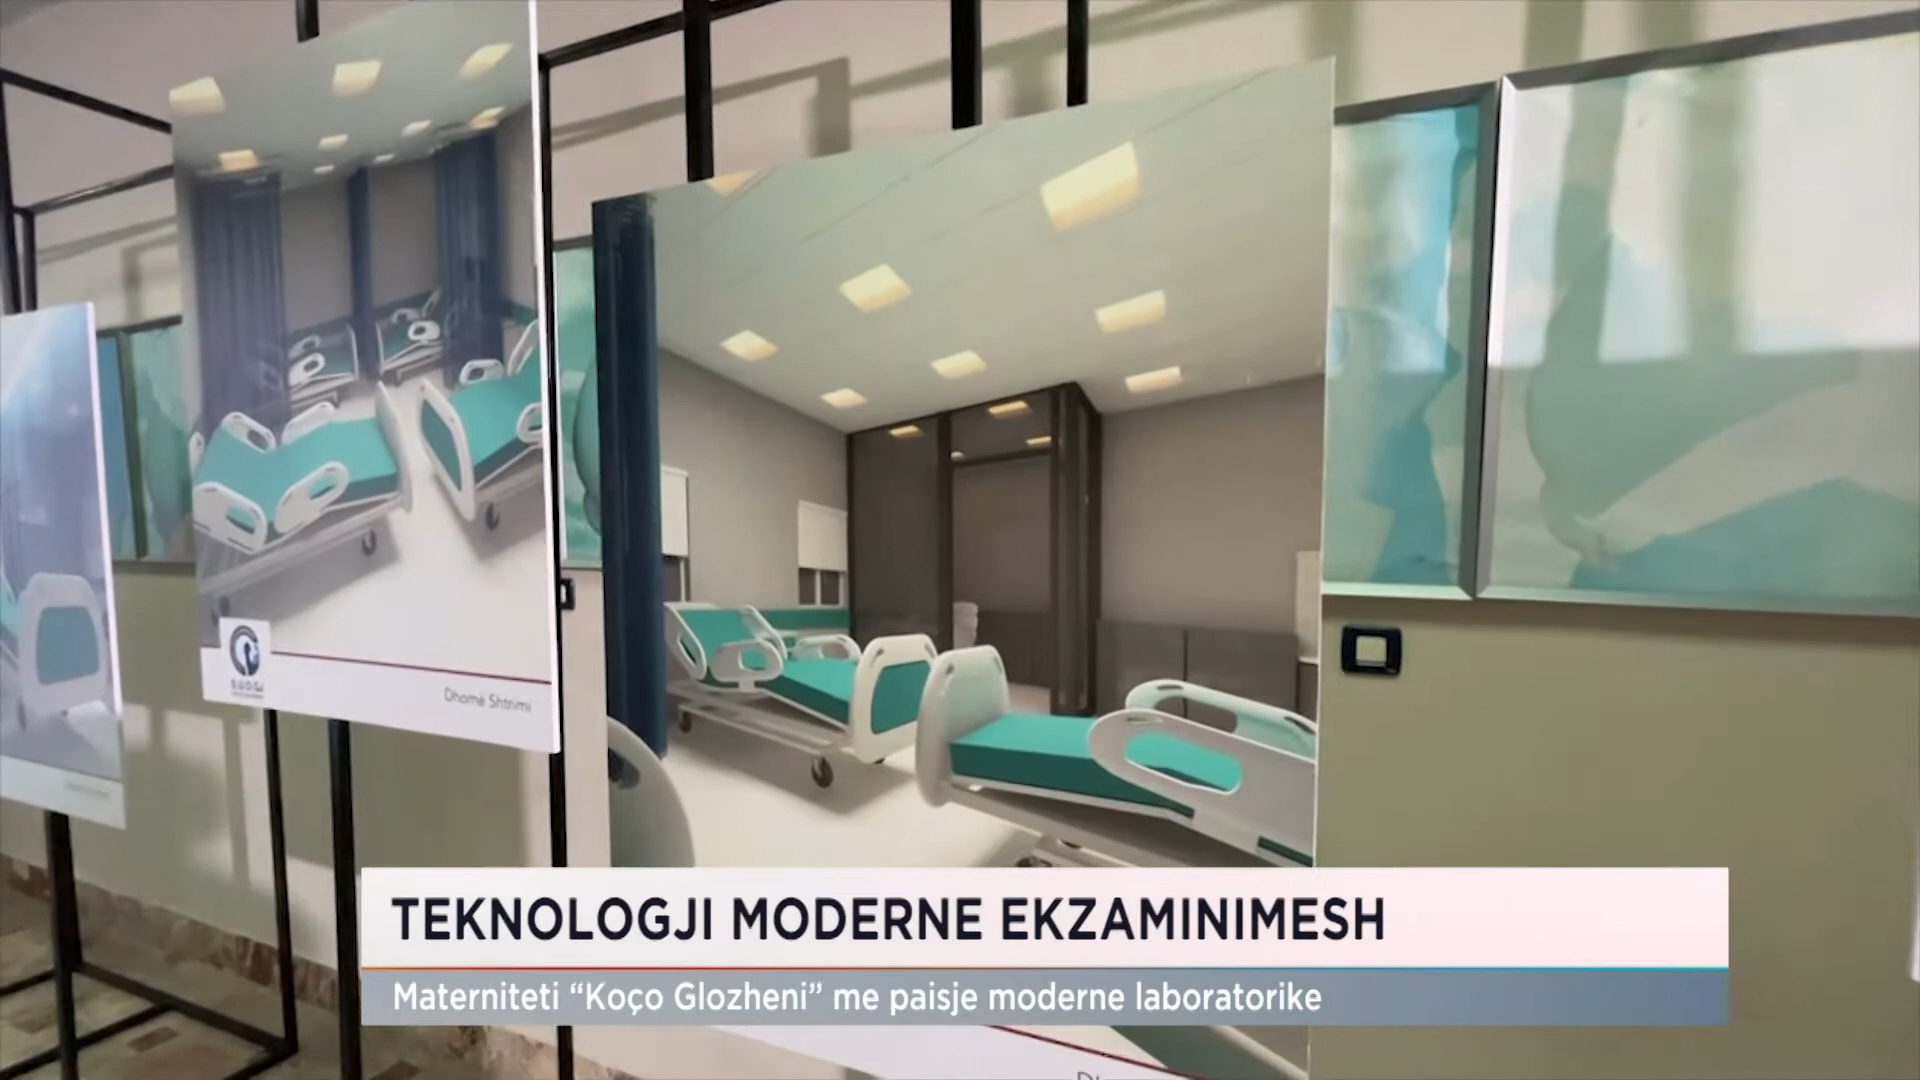 Dhomë Shtrimi
TEKNOLOGJI MODERNE EKZAMINIMESH
Materniteti “Koço Glozheni” me paisje moderne laboratorike